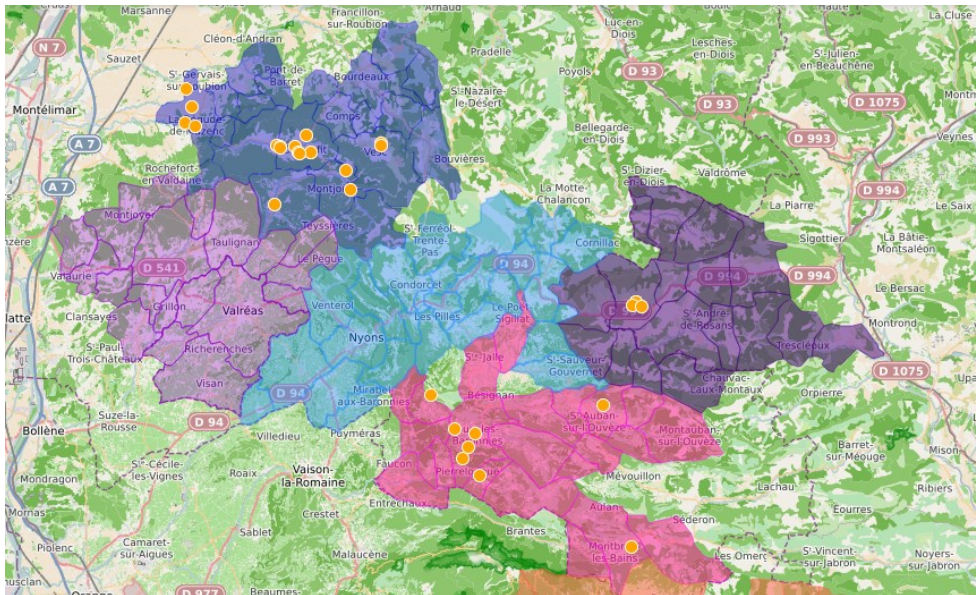 Marsanne
Francillon-
sur-Roubion
Arnaud
La Cluse
N 7
Cléon-d'Andran
Luc-en-
Diois
Lesches-
en-Diois
St-Julien-
en-Beauchêne
Sauzet
Pradelle
Poyols
D 93
St-Gervais-
sur-Roubion
Pont-de-
Barret
Bourdeaux
St-Nazaire-
le-Désert
Montélimar
D 93
D 1075
Comps
Bellegarde-
en-Diois
D 993
Veynes
A 7
Rochefort-
en-Valdaine
Bouvières
St-Dizier-
en-Diois
Valdrôme
A 7
La Motte-
Chalancon
La Piarre
D 994
Le Saix
Montjoux
Montjoyer
Teyssières
St-Ferréol-
Trente-
Pas
Sigottier
La Bâtie-
Montsaléon
Taulignan
Cornillac
Le Pègue
Valaurie
D 541
D 94
D 994
D 994
Condorcet
Le Bersac
Grillon
Venterol
Les Pilles
Le Poët-
Sigillat
Clansayes
Valréas
St-André-
de-Rosans
Montrond
Nyons
St-Paul-
Trois-Châteaux
Richerenches
Trescléoux
Ste-Jalle
St-Sauveur-
Gouvernet
D 1075
Visan
D 94
Mirabel-
aux-Baronnies
Bésignan
Chauvac-
Laux-Montaux
Orpierre
Suze-la-
Rousse
D 94
St-Auban-
sur-l'Ouvèze
Bollène
Villedieu
Puyméras
Montauban-
sur-l'Ouvèze
Barret-
sur-Méouge
Mison
Ste-Cécile-
les-Vignes
Roaix
Vaison-
la-Romaine
Faucon
Pierrelongue
Mévouillon
Mondragon
Lachau
Ribiers
Entrechaux
Aulan
Mornas
Crestet
Séderon
Eourres
Sablet
Brantes
Piolenc
Camaret-
sur-Aigues
Malaucène
Montbrun-
les-Bains
Les Omergues
St-Vincent-
sur-Jabron
Noyers-
sur-Jabron
D 977
Beaumes-